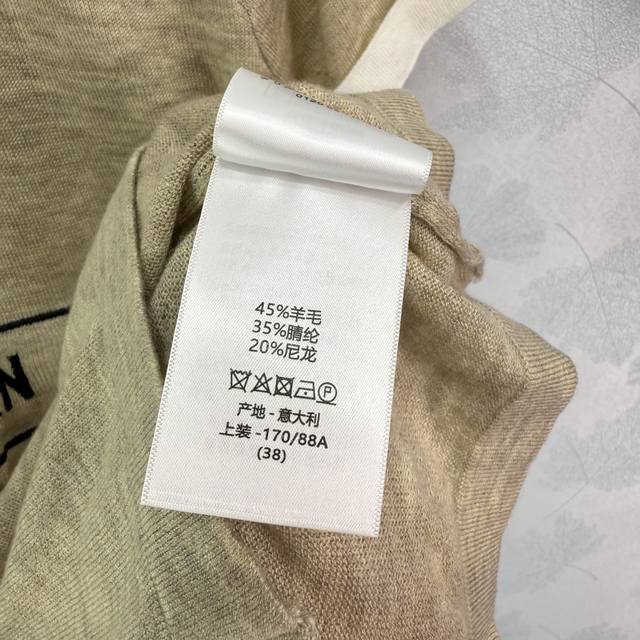 45%羊毛
35%腈纶
20%尼龙
P
产地 - 意大利
上装 -170/88A
(38)